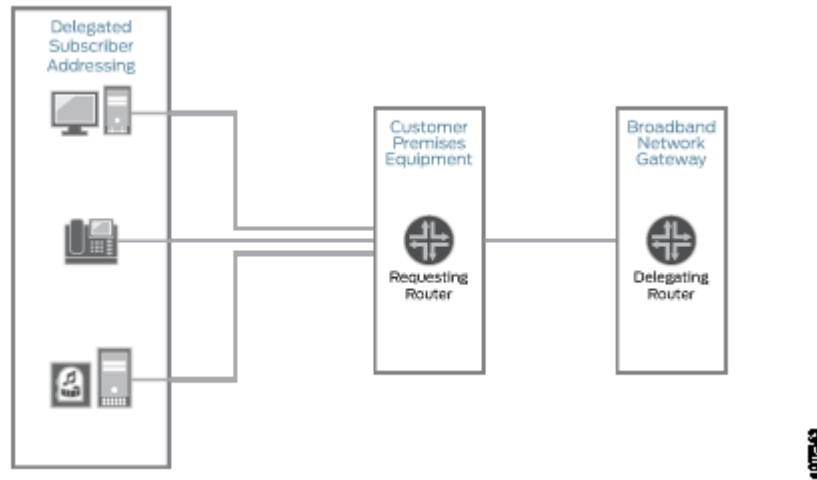 Delegated
Subscriber
Addressing
Customer
Premises
Equipment
Requesting
Router
Broadband
Network
Gateway
Delegating
Router